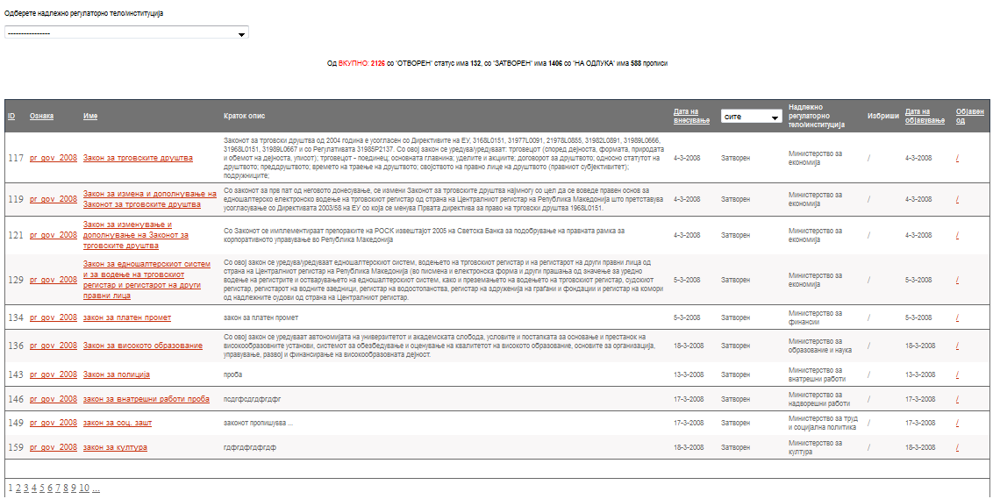 Одберете надлежно регулаторно тело/институција
----------------
Од ВКУПНО: 2126 со 'ОТВОРЕН' статус има 132, со 'ЗАТВОРЕН' има 1406 со 'НА ОДЛУКА' има 588 прописи
ID Ознака Име Краток опис Дата на внесување сите Надлежно регулаторно тело/институција Избриши Дата на објавување Објавен од
117 pr_gov_2008 Закон за трговските друштва
Законот за трговски друштва од 2004 година е усогласен со Директивите на ЕУ, 3168L0151, 31977L0091, 21978L0855, 31982L0891, 31989L0666,
31968L0151, 31989L0667 и со Регулативата 31985Р2137. Со овој закон се уредува/уредуваат: трговецот (според дејноста, формата, природата
и обемот на дејноста, уписот); трговецот - поединец; основната главнина; уделите и акциите; договорот за друштвото; односно статутот на
друштвото; преддруштвото; времето на траење на друштвото; својството на правно лице на друштвото (правниот субјективитет);
подружниците;
4-3-2008 Затворен Министерство за економија / 4-3-2008 /
119 pr_gov_2008 Закон за измена и дополнување на
Законот за трговските друштва
Со законот за прв пат од неговото донесување, се измени Законот за трговските друштва најмногу со цел да се воведе правен основ за
едношалтерско електронско водење на трговскиот регистар од страна на Централниот регистар на Република Македонија што претставува
усогласување со Директивата 2003/58 на ЕУ со која се менува Првата директива за право на трговски друштва 1968L0151.
4-3-2008 Затворен Министерство за економија / 4-3-2008 /
121 pr_gov_2008 Закон за изменување и
дополнување на Законот за
трговските друштва
Со Законот се имплементираат препораките на РОСК извештајот 2005 на Светска Банка за подобрување на правната рамка за
корпоративното управување во Република Македонија
4-3-2008 Затворен Министерство за економија / 4-3-2008 /
129 pr_gov_2008 Закон за едношалтерскиот систем
и за водење на трговскиот
регистар и регистарот на други
правни лица
Со овој закон се уредува/уредуваат едношалтерскиот систем, водењето на трговскиот регистар и на регистарот на други правни лица од
страна на Централниот регистар на Република Македонија (во писмена и електронска форма и други прашања од значење за уредно
водење на регистрите и остварувањето на едношалтерскиот систем, како и преземањето на водењето на трговскиот регистар, судскиот
регистар, регистарот на водните заедници, регистар на водостопанства, регистар на здруженија на граѓани и фондации и регистар на комори
од надлежните судови од страна на Централниот регистар.
5-3-2008 Затворен Министерство за економија / 5-3-2008 /
134 pr_gov_2008 закон за платен промет закон за платен промет 5-3-2008 Затворен Министерство за финансии / 5-3-2008 /
136 pr_gov_2008 Закон за високото образование
Со овој закон се уредуваат автономијата на универзитетот и академската слобода, условите и постапката за основање и престанок на
високообразовните установи, системот за обезбедување и оценување на квалитетот на високото образование, основите за организација,
управување, развој и финансирање на високообразовната дејност.
18-3-2008 Затворен Министерство за образование и наука / 18-3-2008 /
143 pr_gov_2008 Закон за полиција проба 13-3-2008 Затворен Министерство за внатрешни работи / 13-3-2008 /
146 pr_gov_2008 закон за внатрешни работи проба псдгфсдгдфгдфг 17-3-2008 Затворен Министерство за надворешни работи / 17-3-2008 /
149 pr_gov_2008 закон за соц. зашт законот пропишуѕва ... 17-3-2008 Затворен Министерство за труд и социјална политика / 17-3-2008 /
159 pr_gov_2008 закон за култура гдфгдфгдфгдф 18-3-2008 Затворен Министерство за култура / 18-3-2008 /
1 2 3 4 5 6 7 8 9 10 ...